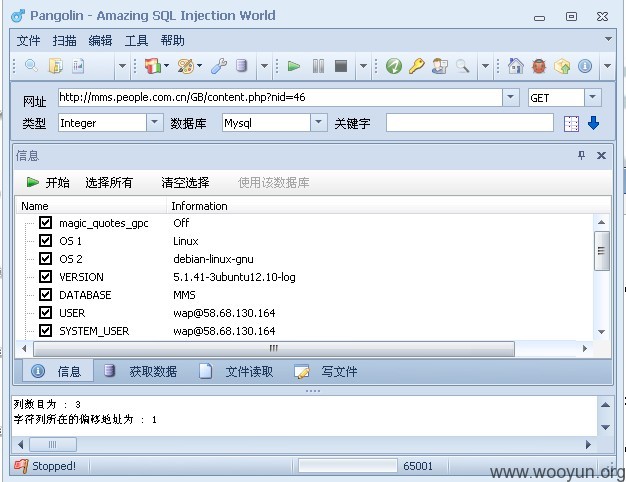 Pangolin - Amazing SQL Injection World
文件 扫描 编辑 工具 帮助
网址 http://mms.people.com.cn/GB/content.php?nid=46 GET
类型 Integer 数据库 Mysql 关键字
信息
开始 选择所有 清空选择 使用该数据库
Name Information
magic_quotes_gpc Off
OS 1 Linux
OS 2 debian-linux-gnu
VERSION 5.1.41-3ubuntu12.10-log
DATABASE MMS
USER wap@58.68.130.164
SYSTEM_USER wap@58.68.130.164
信息 获取数据 文件读取 写文件
列数目为 : 3
字符列所在的偏移地址为 : 1
Stopped! 65001
www.wooyun.org